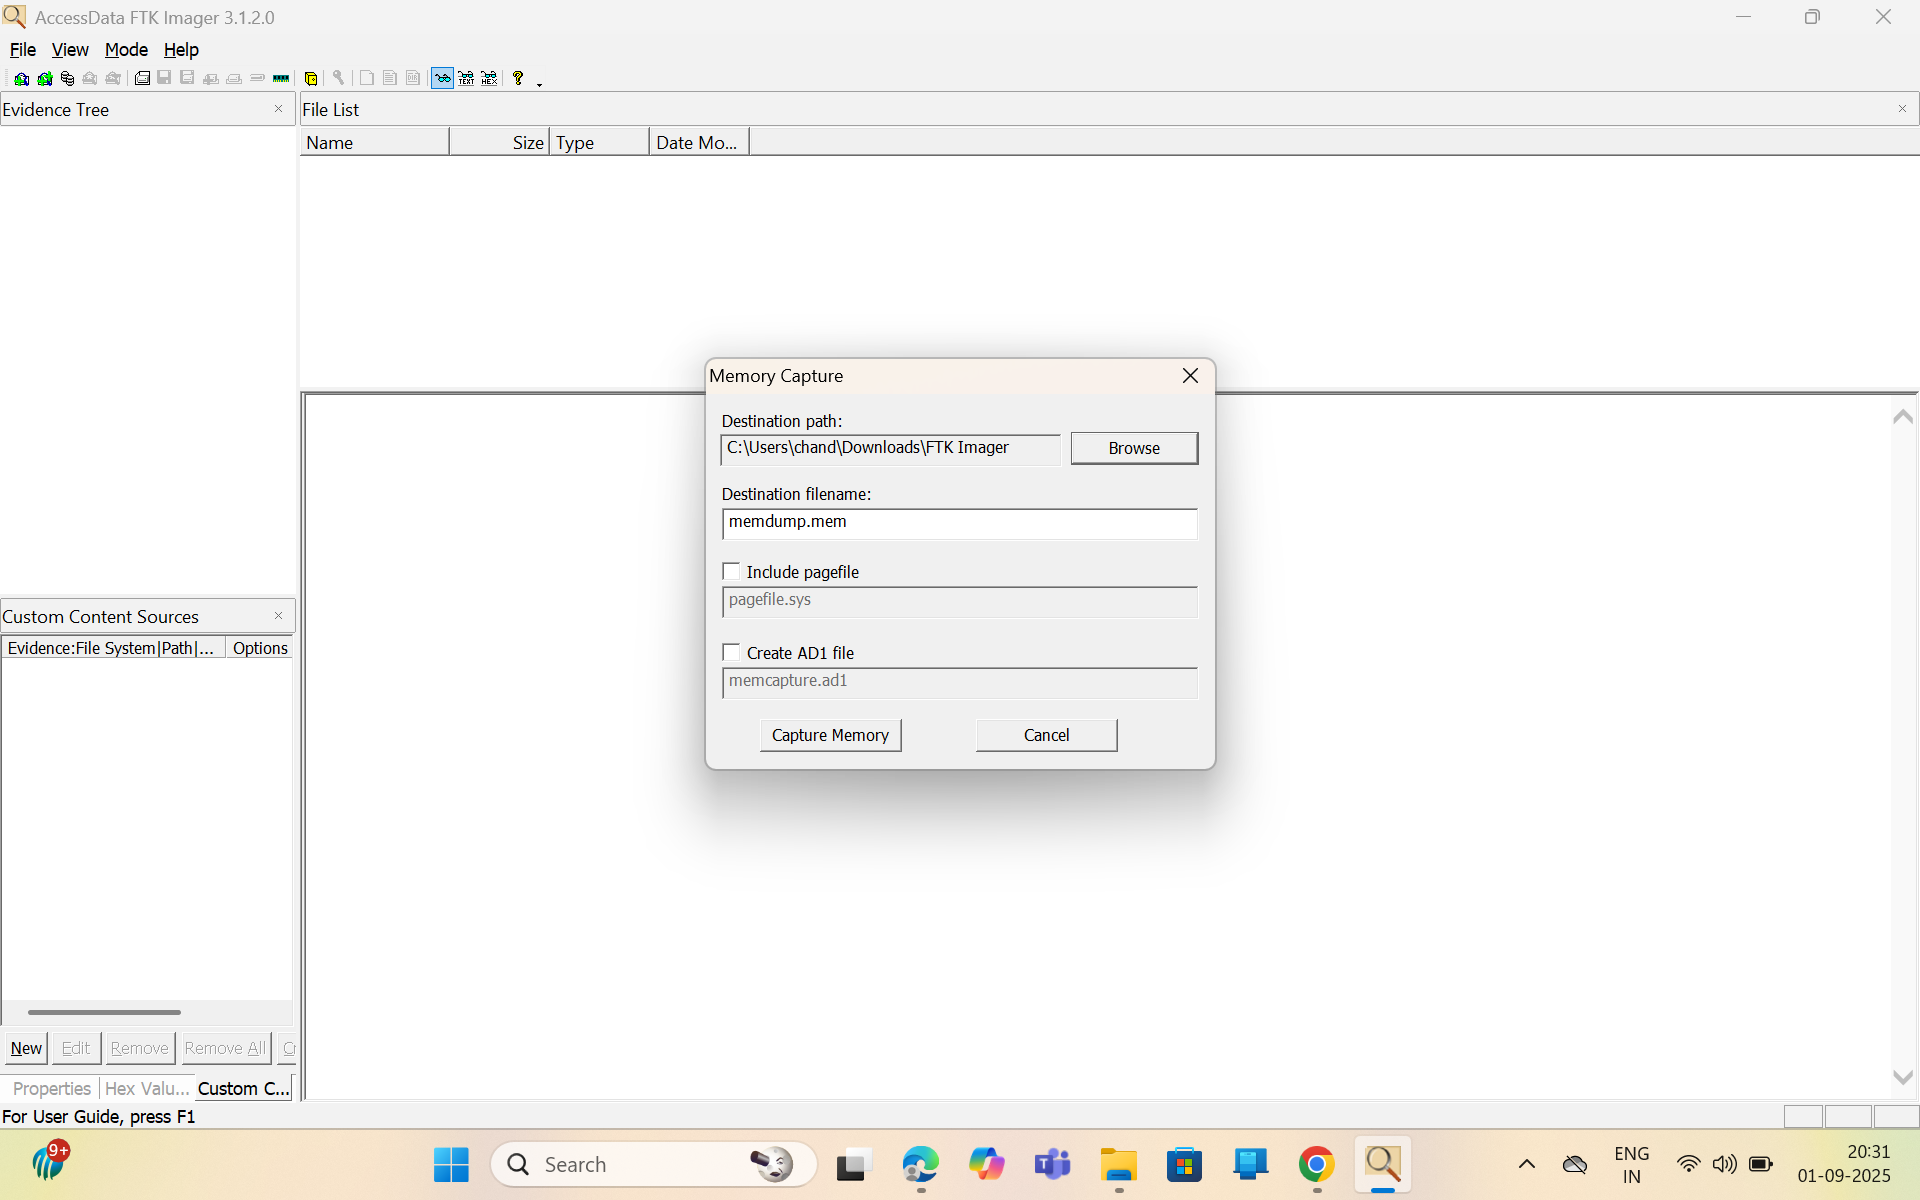 AccessData FTK Imager 3.1.2.0
File View Mode Help
TEXT HEX
Evidence Tree
File List
Name Size Type Date Mo...
Memory Capture
Destination path:
C:\Users\chand\Downloads\FTK Imager
Browse
Destination filename:
memdump.mem
Include pagefile
pagefile.sys
Create AD1 file
memcapture.ad1
Capture Memory Cancel
Custom Content Sources
Evidence:File System|Path|... Options
New Edit Remove Remove All Cr
Properties Hex Valu... Custom C...
For User Guide, press F1
9+
Search
ENG
IN
20:31
01-09-2025